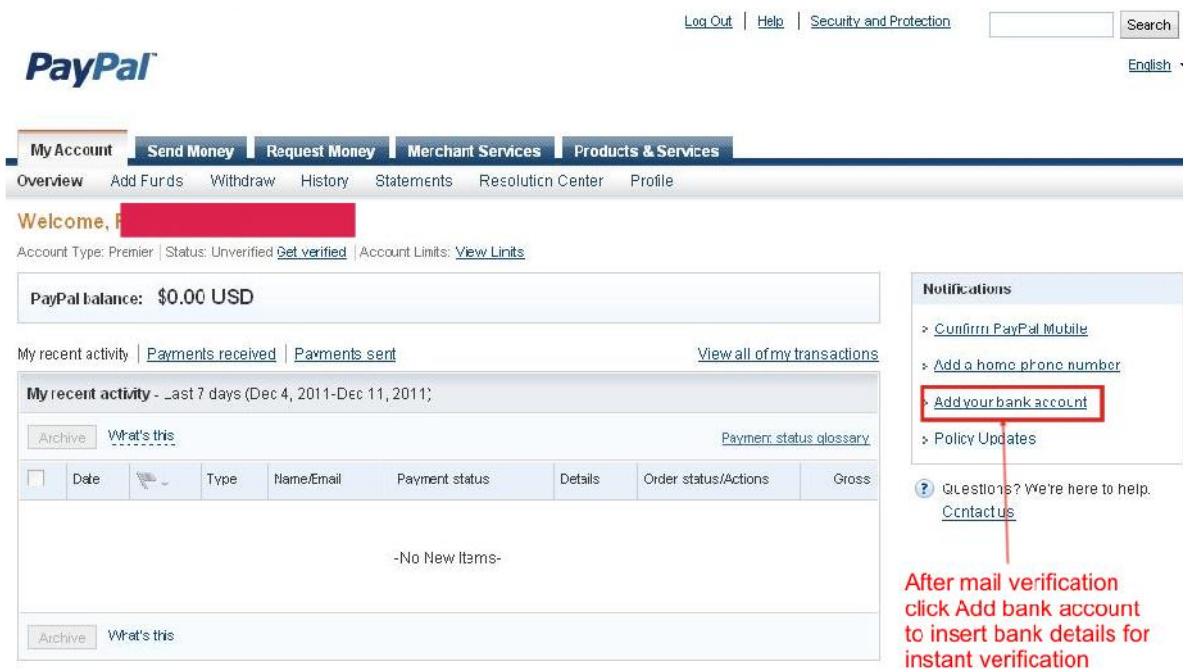 Log Out | Help | Security and Protection Search
PayPal
English
My Account Send Money Request Money Merchant Services Products & Services
Overview Add Funds Withdraw History Statements Resolution Center Profile
Welcome,
Account Type: Premier | Status: Unverified Get verified | Account Limits: View Limits
PayPal balance: $0.00 USD
My recent activity | Payments received | Payments sent View all of my transactions
My recent activity - Last 7 days (Dec 4, 2011-Dec 11, 2011)
Archive What's this Payment status glossary
Date Type Name/Email Payment status Details Order status/Actions Gross
-No New Items-
Archive What's this
Notifications
Confirm PayPal Mobile
Add a home phone number
Add your bank account
Policy Updates
Questions? We're here to help.
Contact us
After mail verification
click Add bank account
to insert bank details for
instant verification